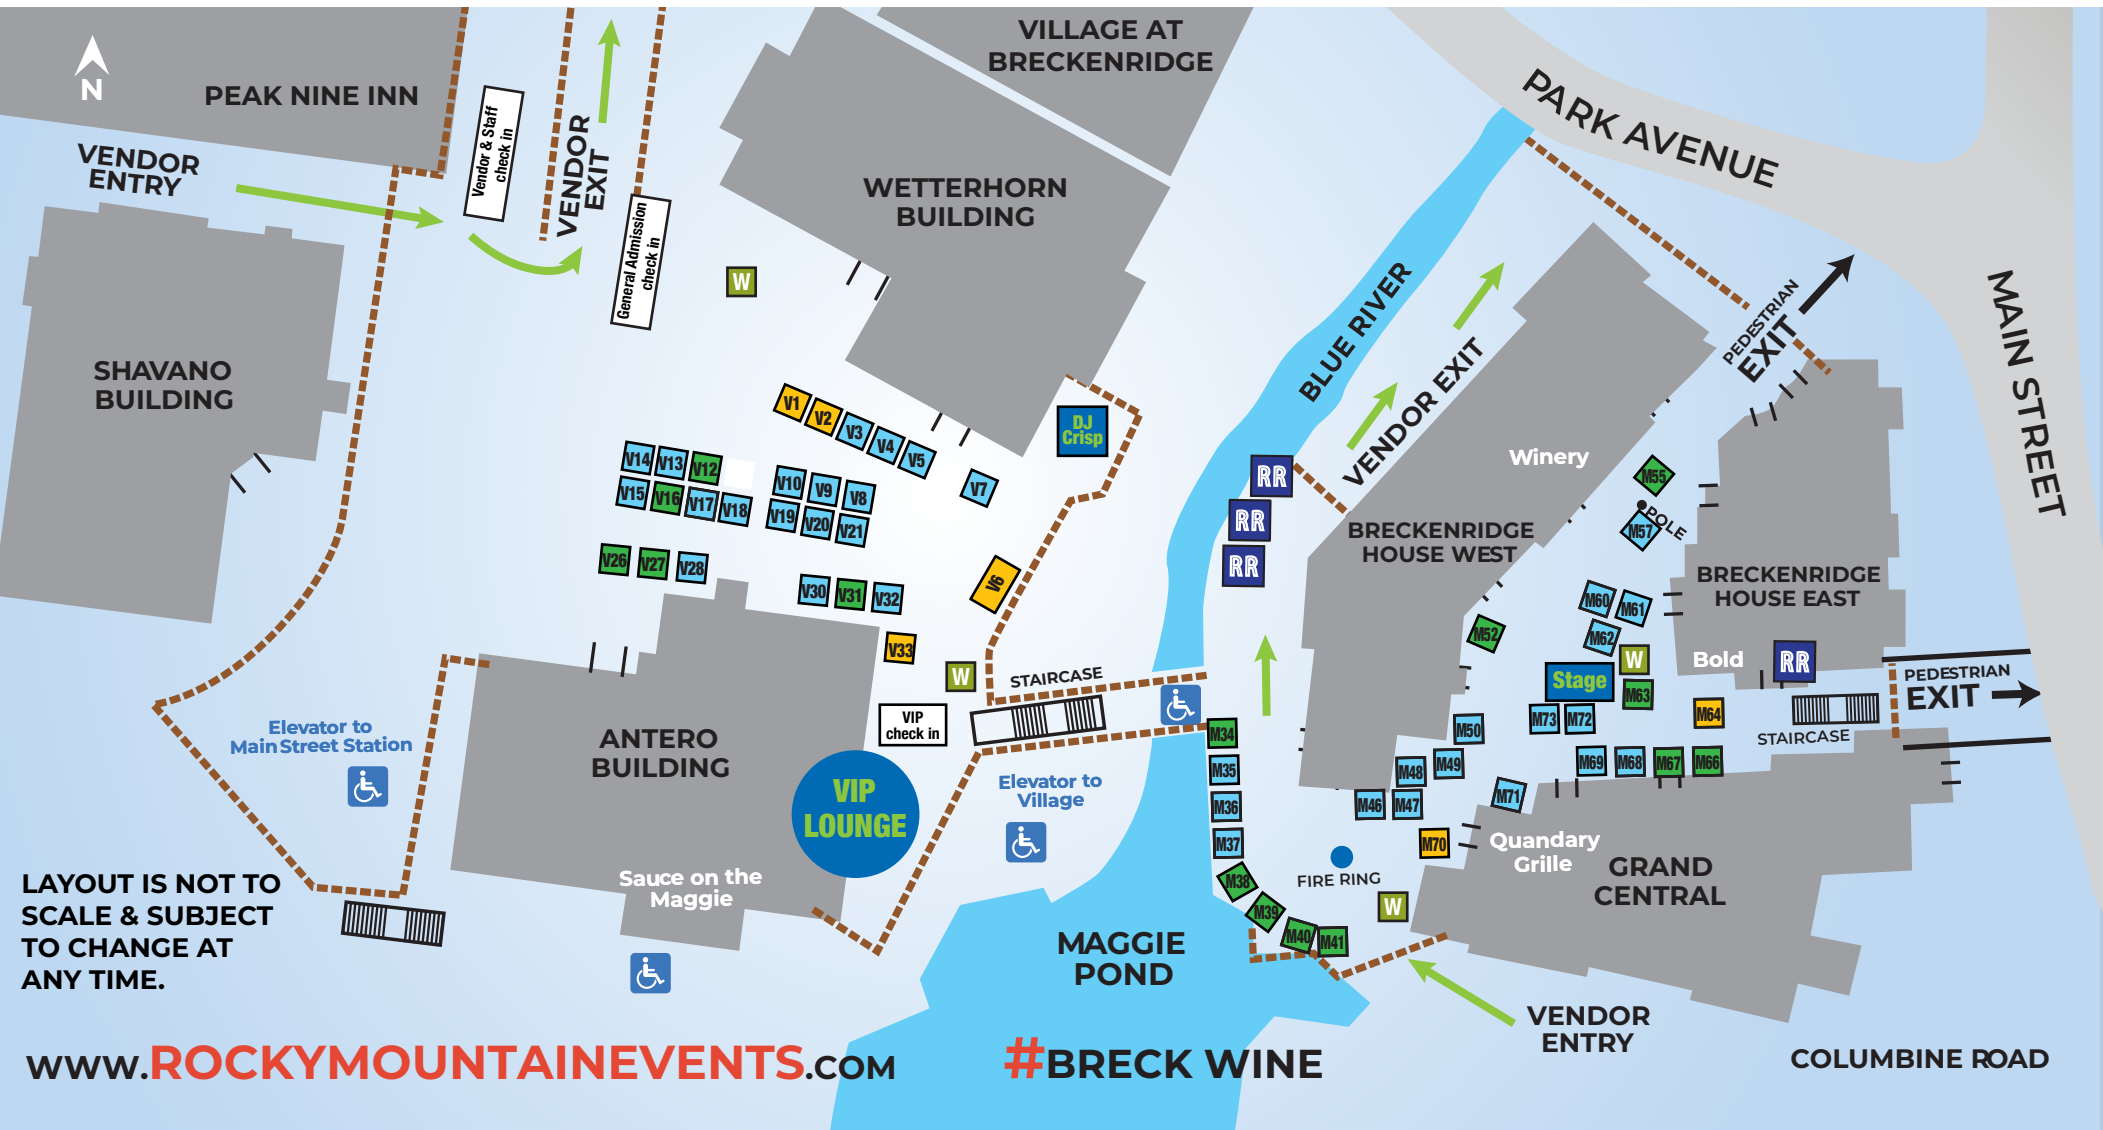 VILLAGE AT
BRECKENRIDGE
PEAK NINE INN
N
Vendor & Staff
check in
VENDOR
EXIT
VENDOR
ENTRY
General Admission
check in
WETTERHORN
BUILDING
PARK AVENUE
MAIN STREET
BLUE RIVER
VENDOR EXIT
PEDESTRIAN
EXIT
W
SHAVANO
BUILDING
V1
V2
V3
V4
V5
DJ
Crisp
V7
V14
V13
V12
V10
V9
V8
V15
V16
V17
V18
V19
V20
V21
V26
V27
V28
V30
V31
V32
V6
V33
W
RR
RR
RR
Winery
BRECKENRIDGE
HOUSE WEST
M55
POLE
M57
BRECKENRIDGE
HOUSE EAST
M60
M61
M62
M52
W
Bold
RR
Stage
M63
M64
M73
M72
PEDESTRIAN
EXIT
STAIRCASE
STAIRCASE
VIP
check in
Elevator to
Main Street Station
ANTERO
BUILDING
VIP
LOUNGE
Elevator to
Village
M34
M35
M36
M37
M38
M39
M40
M41
M50
M49
M48
M46
M47
M69
M68
M67
M66
M71
M70
Quandary
Grille
GRAND
CENTRAL
FIRE RING
W
Sauce on the
Maggie
LAYOUT IS NOT TO
SCALE & SUBJECT
TO CHANGE AT
ANY TIME.
MAGGIE
POND
VENDOR
ENTRY
COLUMBINE ROAD
WWW.ROCKYMOUNTAINEVENTS.COM
#BRECK WINE